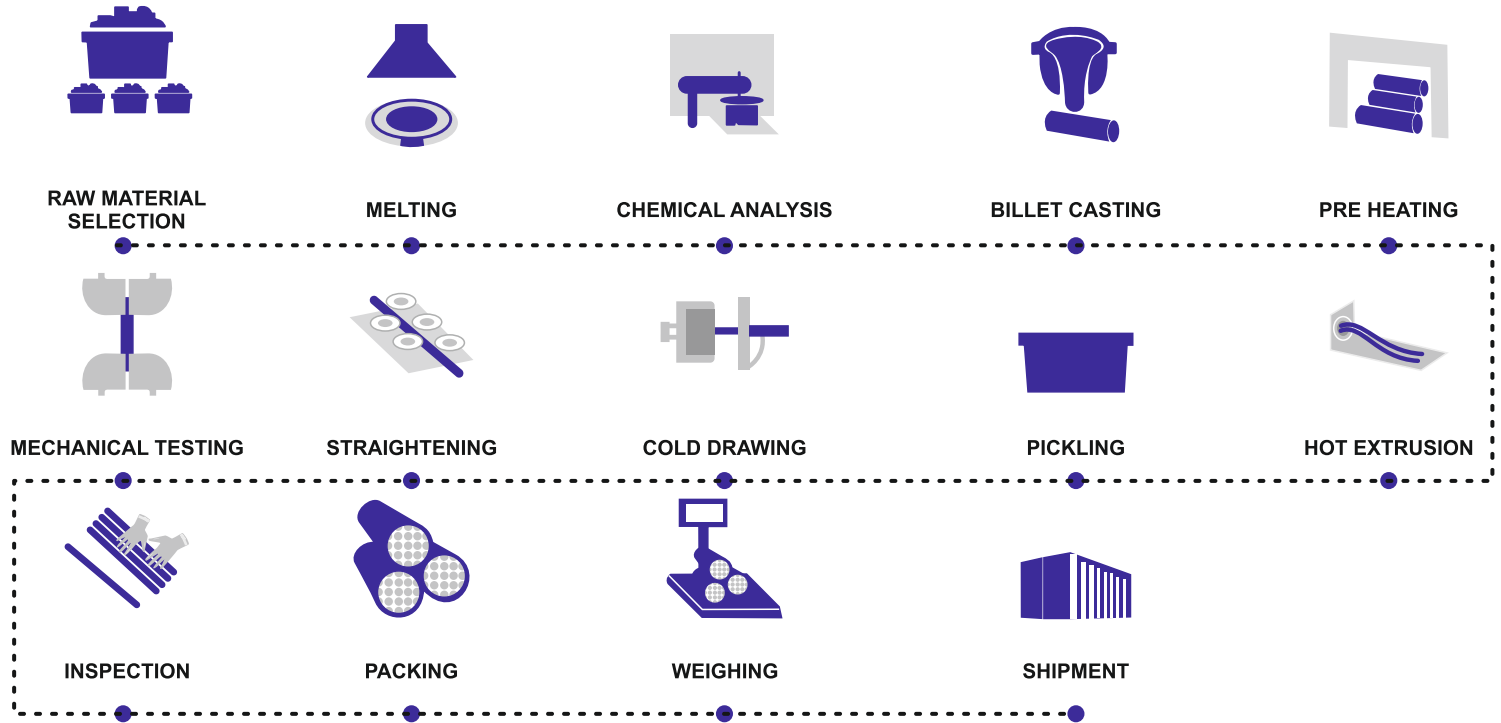 RAW MATERIAL
SELECTION
MELTING
CHEMICAL ANALYSIS
BILLET CASTING
PRE HEATING
MECHANICAL TESTING
STRAIGHTENING
COLD DRAWING
PICKLING
HOT EXTRUSION
INSPECTION
PACKING
WEIGHING
SHIPMENT